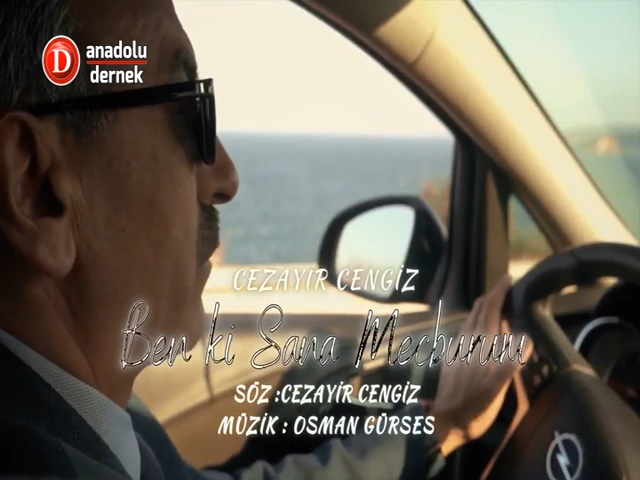 anadolu
dernek
CEZAYİR CENGİZ
Ben ki Sana Mecburum
SÖZ :CEZAYİR CENGİZ
MÜZİK : OSMAN GÜRSES